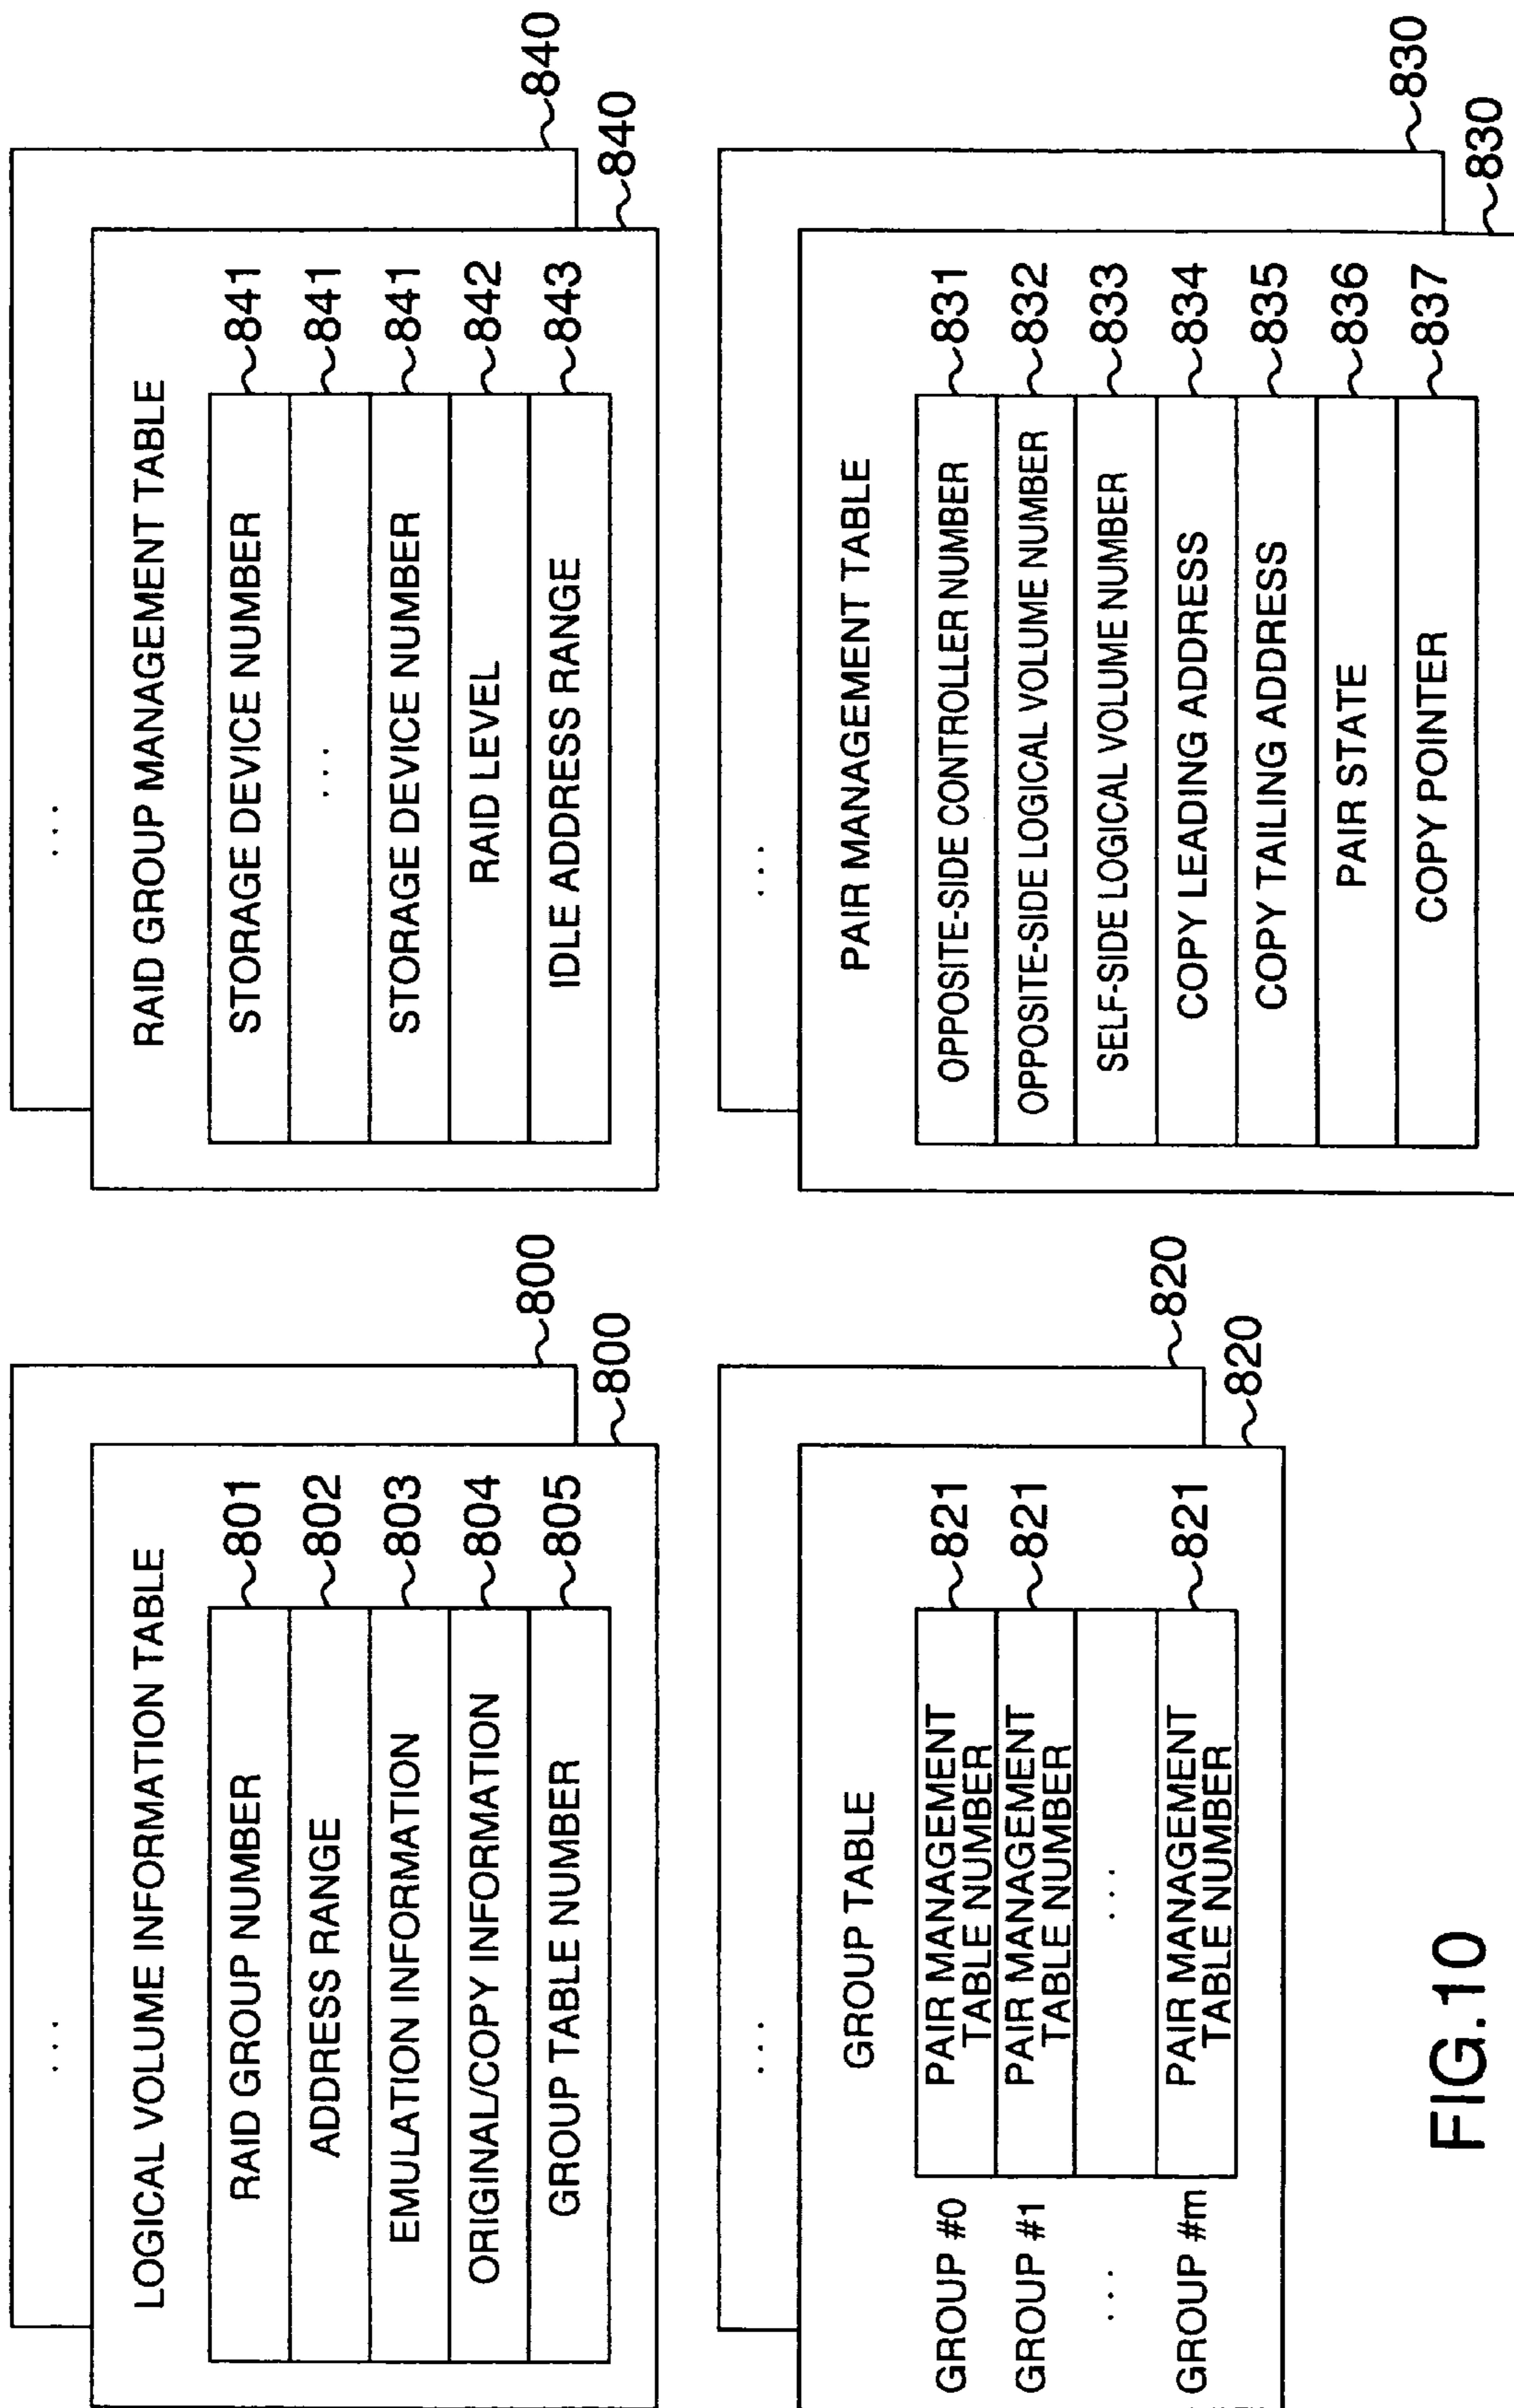 ...
LOGICAL VOLUME INFORMATION TABLE
RAID GROUP NUMBER ~801
ADDRESS RANGE ~802
EMULATION INFORMATION ~803
ORIGINAL/COPY INFORMATION ~804
GROUP TABLE NUMBER ~805
~800
~800
...
RAID GROUP MANAGEMENT TABLE
STORAGE DEVICE NUMBER ~841
... ~841
STORAGE DEVICE NUMBER ~841
RAID LEVEL ~842
IDLE ADDRESS RANGE ~843
~840
~840
...
GROUP TABLE
GROUP #0 PAIR MANAGEMENT ~821
TABLE NUMBER
GROUP #1 PAIR MANAGEMENT ~821
TABLE NUMBER
... ...
GROUP #m PAIR MANAGEMENT ~821
TABLE NUMBER
~820
~820
...
PAIR MANAGEMENT TABLE
OPPOSITE-SIDE CONTROLLER NUMBER ~831
OPPOSITE-SIDE LOGICAL VOLUME NUMBER ~832
SELF-SIDE LOGICAL VOLUME NUMBER ~833
COPY LEADING ADDRESS ~834
COPY TAILING ADDRESS ~835
PAIR STATE ~836
COPY POINTER ~837
~830
~830
FIG.10